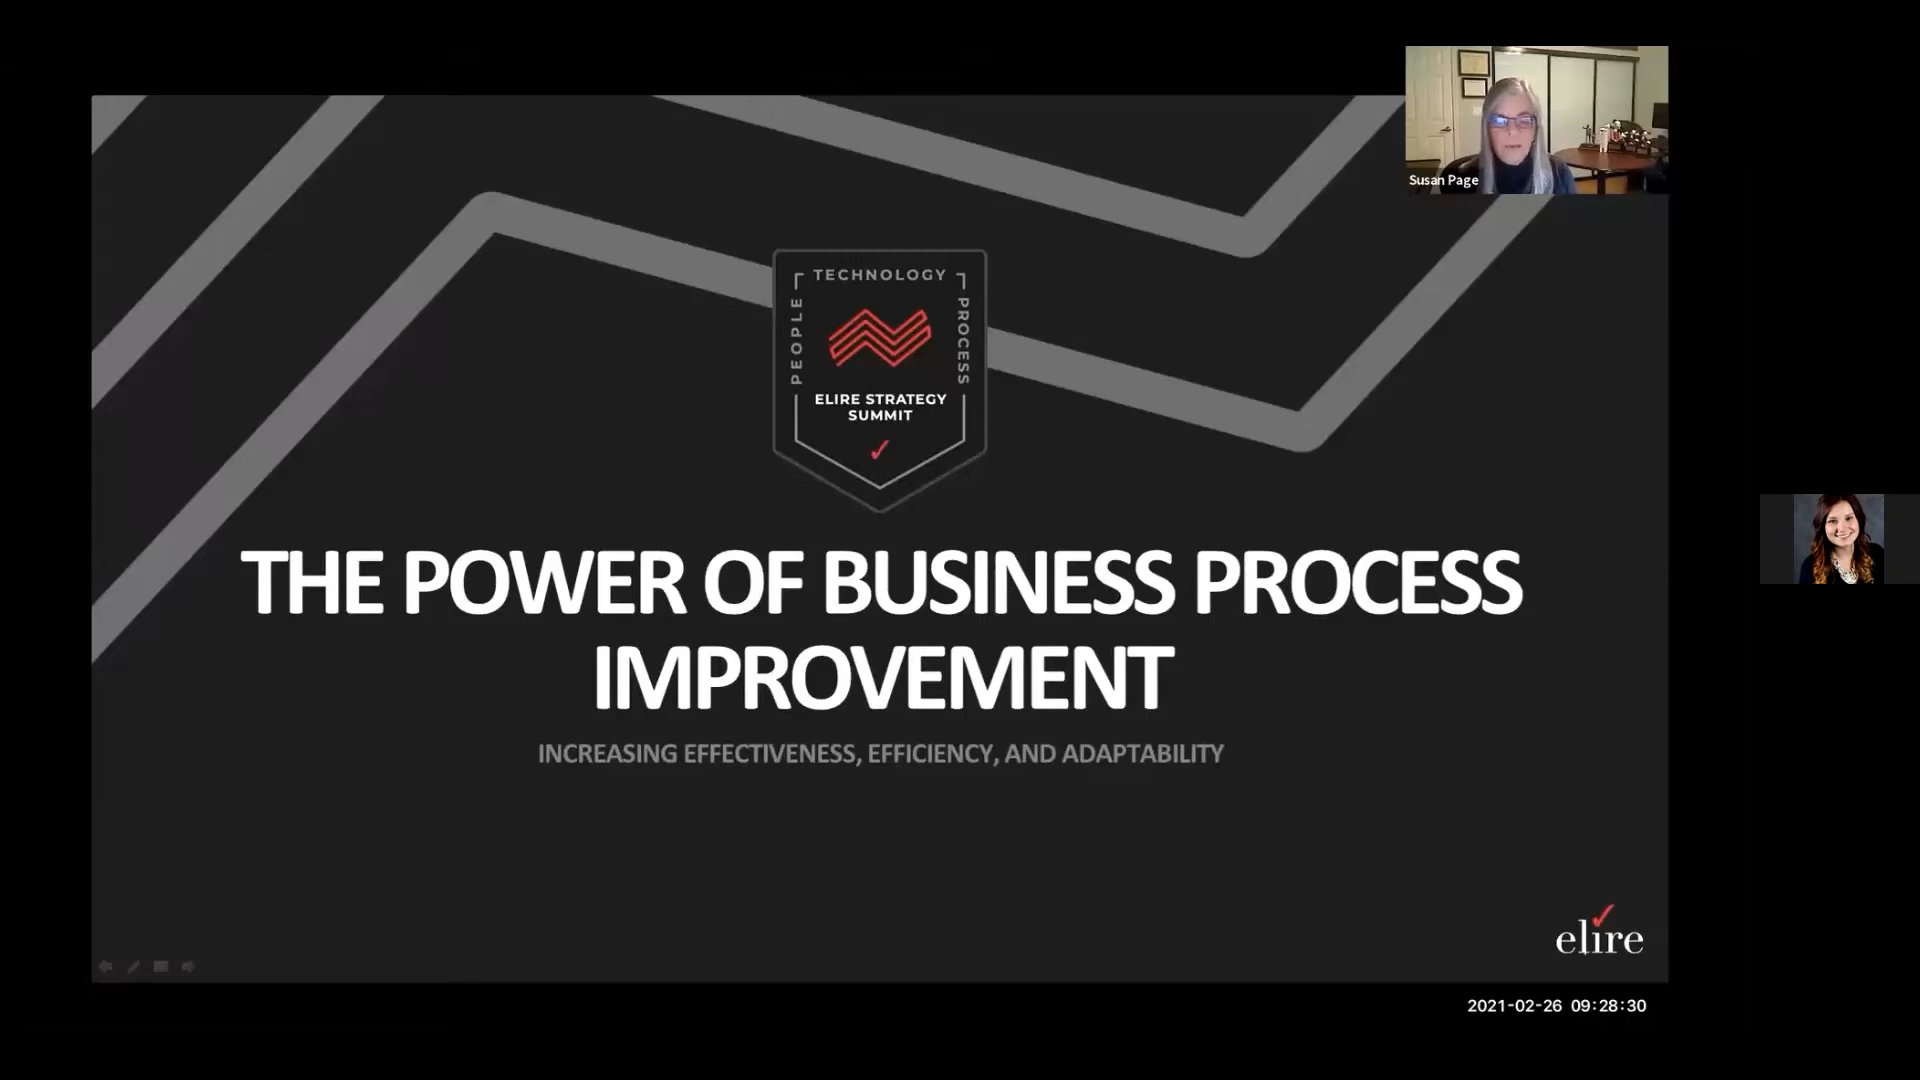 Susan Page
TECHNOLOGY
PEOPLE
PROCESS
ELIRE STRATEGY
SUMMIT
THE POWER OF BUSINESS PROCESS
IMPROVEMENT
INCREASING EFFECTIVENESS, EFFICIENCY, AND ADAPTABILITY
elire
2021-02-26 09:28:30